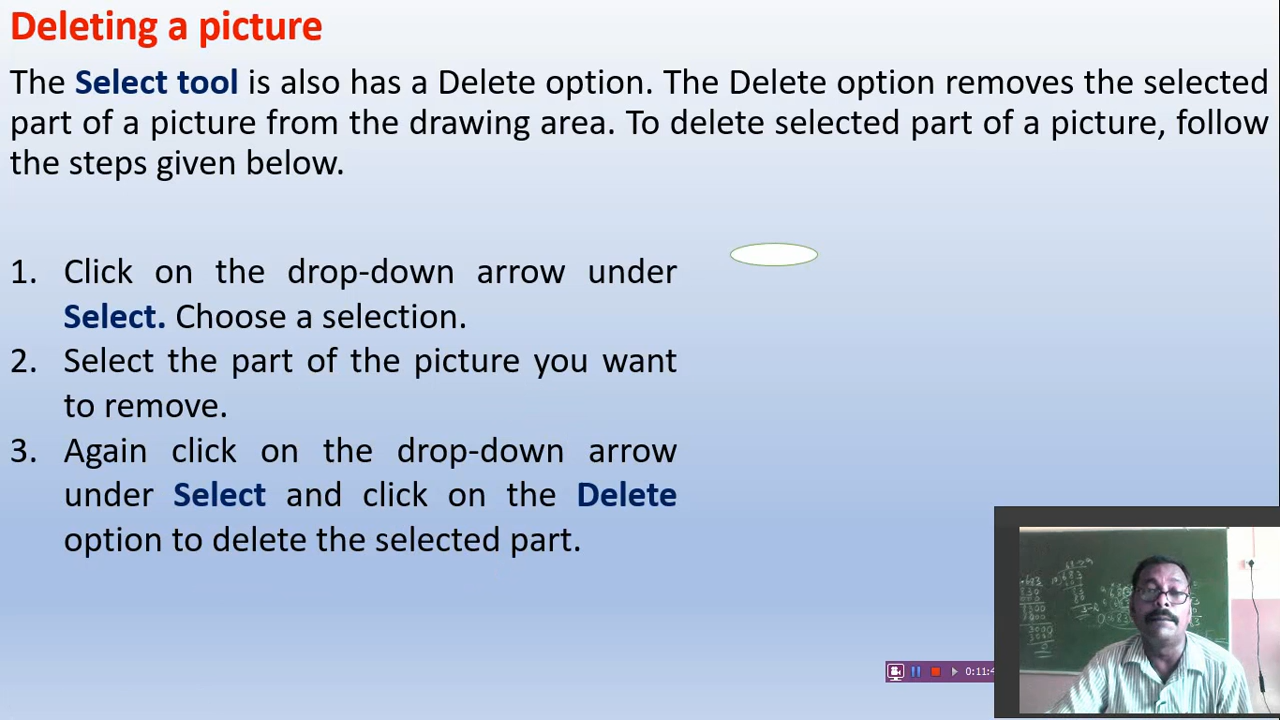 Deleting a picture
The Select tool is also has a Delete option. The Delete option removes the selected
part of a picture from the drawing area. To delete selected part of a picture, follow
the steps given below.
1. Click on the drop-down arrow under
Select. Choose a selection.
2. Select the part of the picture you want
to remove.
3. Again click on the drop-down arrow
under Select and click on the Delete
option to delete the selected part.
0:11:4